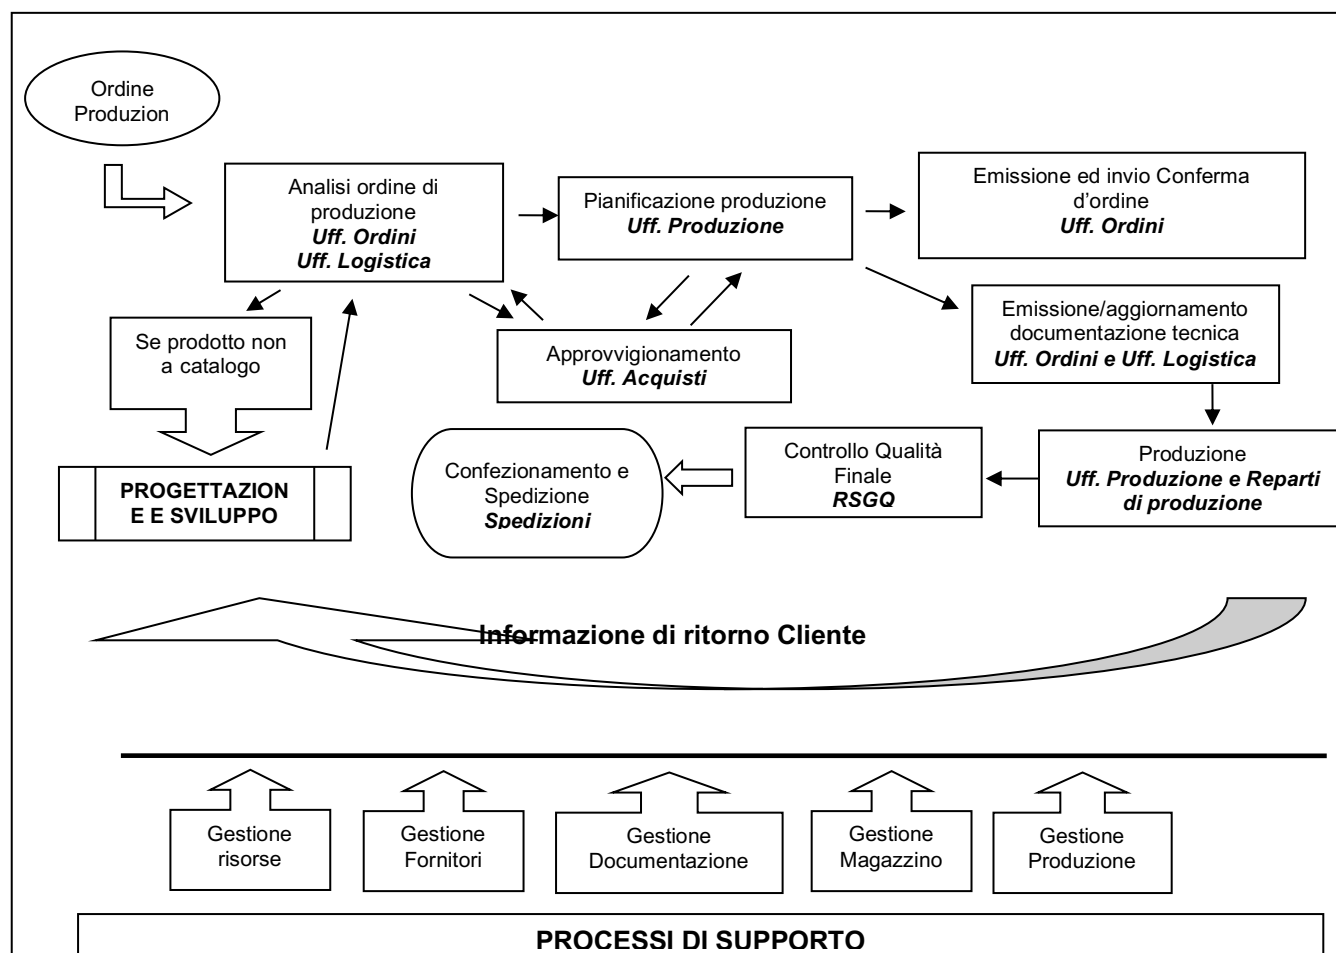 Ordine
Produzion
Analisi ordine di
produzione
Uff. Ordini
Uff. Logistica
Pianificazione produzione
Uff. Produzione
Emissione ed invio Conferma
d'ordine
Uff. Ordini
Se prodotto non
a catalogo
Approvvigionamento
Uff. Acquisti
Emissione/aggiornamento
documentazione tecnica
Uff. Ordini e Uff. Logistica
PROGETTAZION
E E SVILUPPO
Confezionamento e
Spedizione
Spedizioni
Controllo Qualità
Finale
RSGQ
Produzione
Uff. Produzione e Reparti
di produzione
Informazione di ritorno Cliente
Gestione
risorse
Gestione
Fornitori
Gestione
Documentazione
Gestione
Magazzino
Gestione
Produzione
PROCESSI DI SUPPORTO